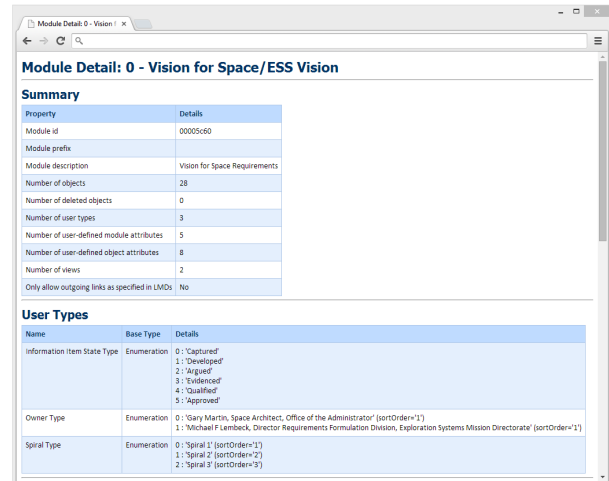 Module Detail: 0 - Vision f
Module Detail: 0 - Vision for Space/ESS Vision
Summary
Property Details
Module id 00005c60
Module prefix
Module description Vision for Space Requirements
Number of objects 28
Number of deleted objects 0
Number of user types 3
Number of user-defined module attributes 5
Number of user-defined object attributes 8
Number of views 2
Only allow outgoing links as specified in LMDs No
User Types
Name Base Type Details
Information Item State Type Enumeration 0 : 'Captured'
1 : 'Developed'
2 : 'Argued'
3 : 'Evidenced'
4 : 'Qualified'
5 : 'Approved'
Owner Type Enumeration 0 : 'Gary Martin, Space Architect, Office of the Administrator' (sortOrder='1')
1 : 'Michael F Lembeck, Director Requirements Formulation Division, Exploration Systems Mission Directorate' (sortOrder='1')
Spiral Type Enumeration 0 : 'Spiral 1' (sortOrder='1')
1 : 'Spiral 2' (sortOrder='2')
2 : 'Spiral 3' (sortOrder='3')